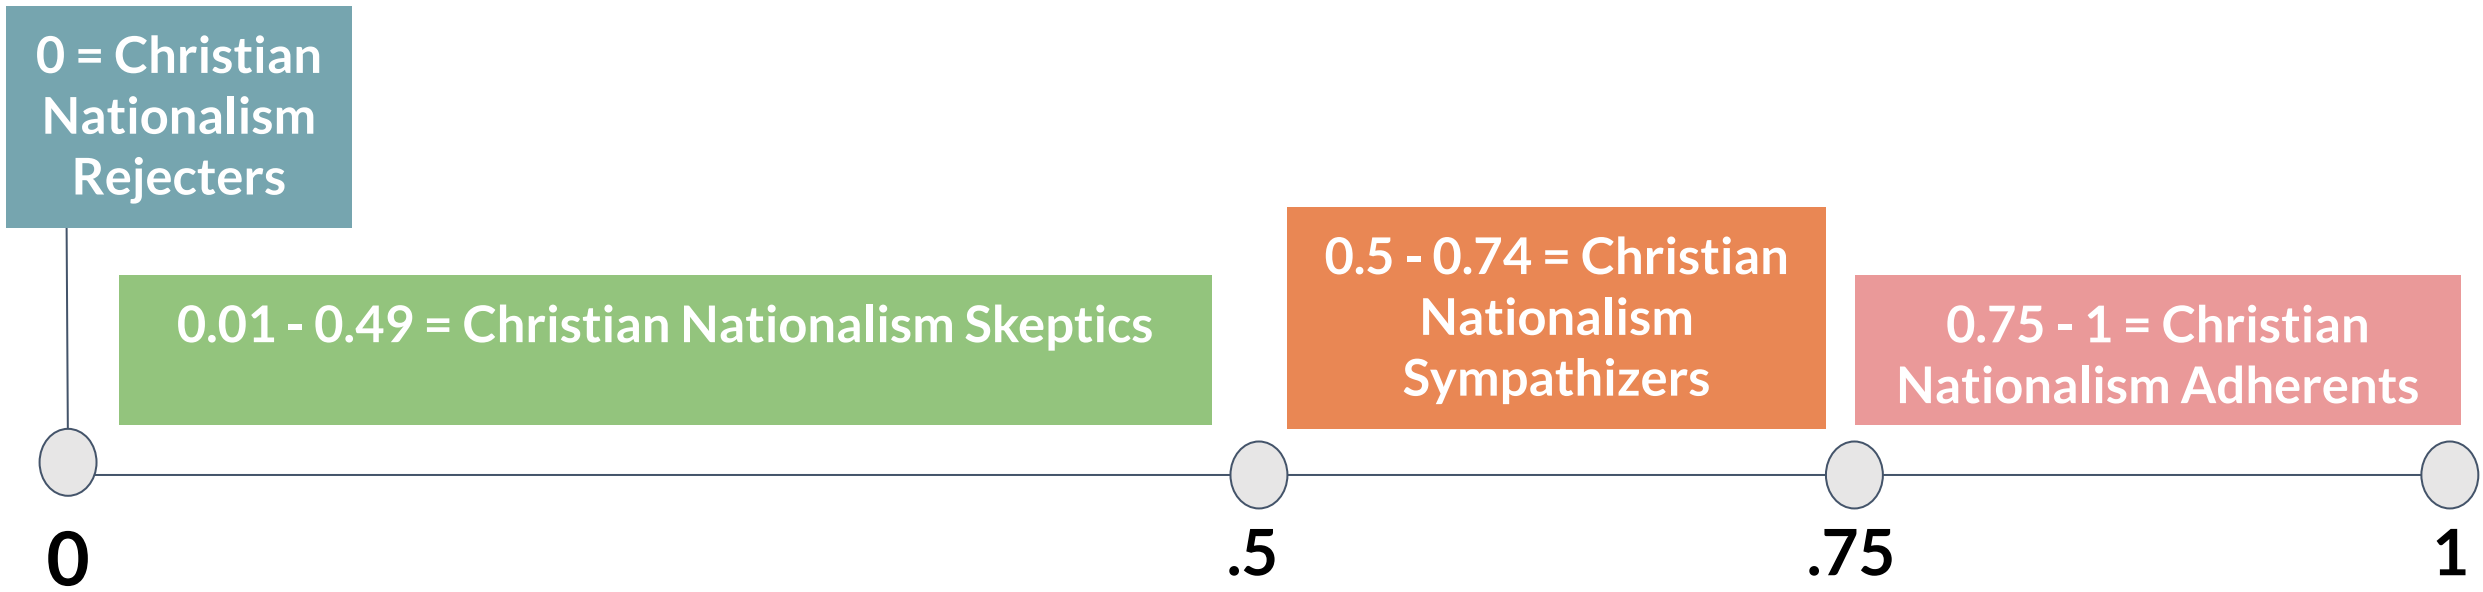 0 = Christian
Nationalism
Rejecters
0.01 - 0.49 = Christian Nationalism Skeptics
0.5 - 0.74 = Christian
Nationalism
Sympathizers
0.75 - 1 = Christian
Nationalism Adherents
0
.5
.75
1